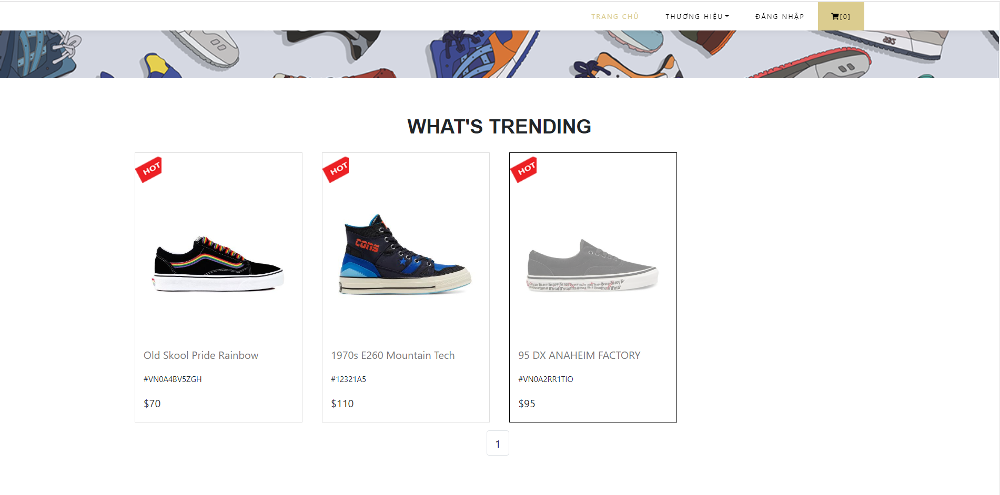 TRANG CHỦ THƯƠNG HIỆU ĐĂNG NHẬP [0]
asics
WHAT'S TRENDING
HOT HOT HOT
CONS
Old Skool Pride Rainbow 1970s E260 Mountain Tech 95 DX ANAHEIM FACTORY
#VN0A4BV5ZGH #12321A5 #VN0A2RR1TIO
$70 $110 $95
1